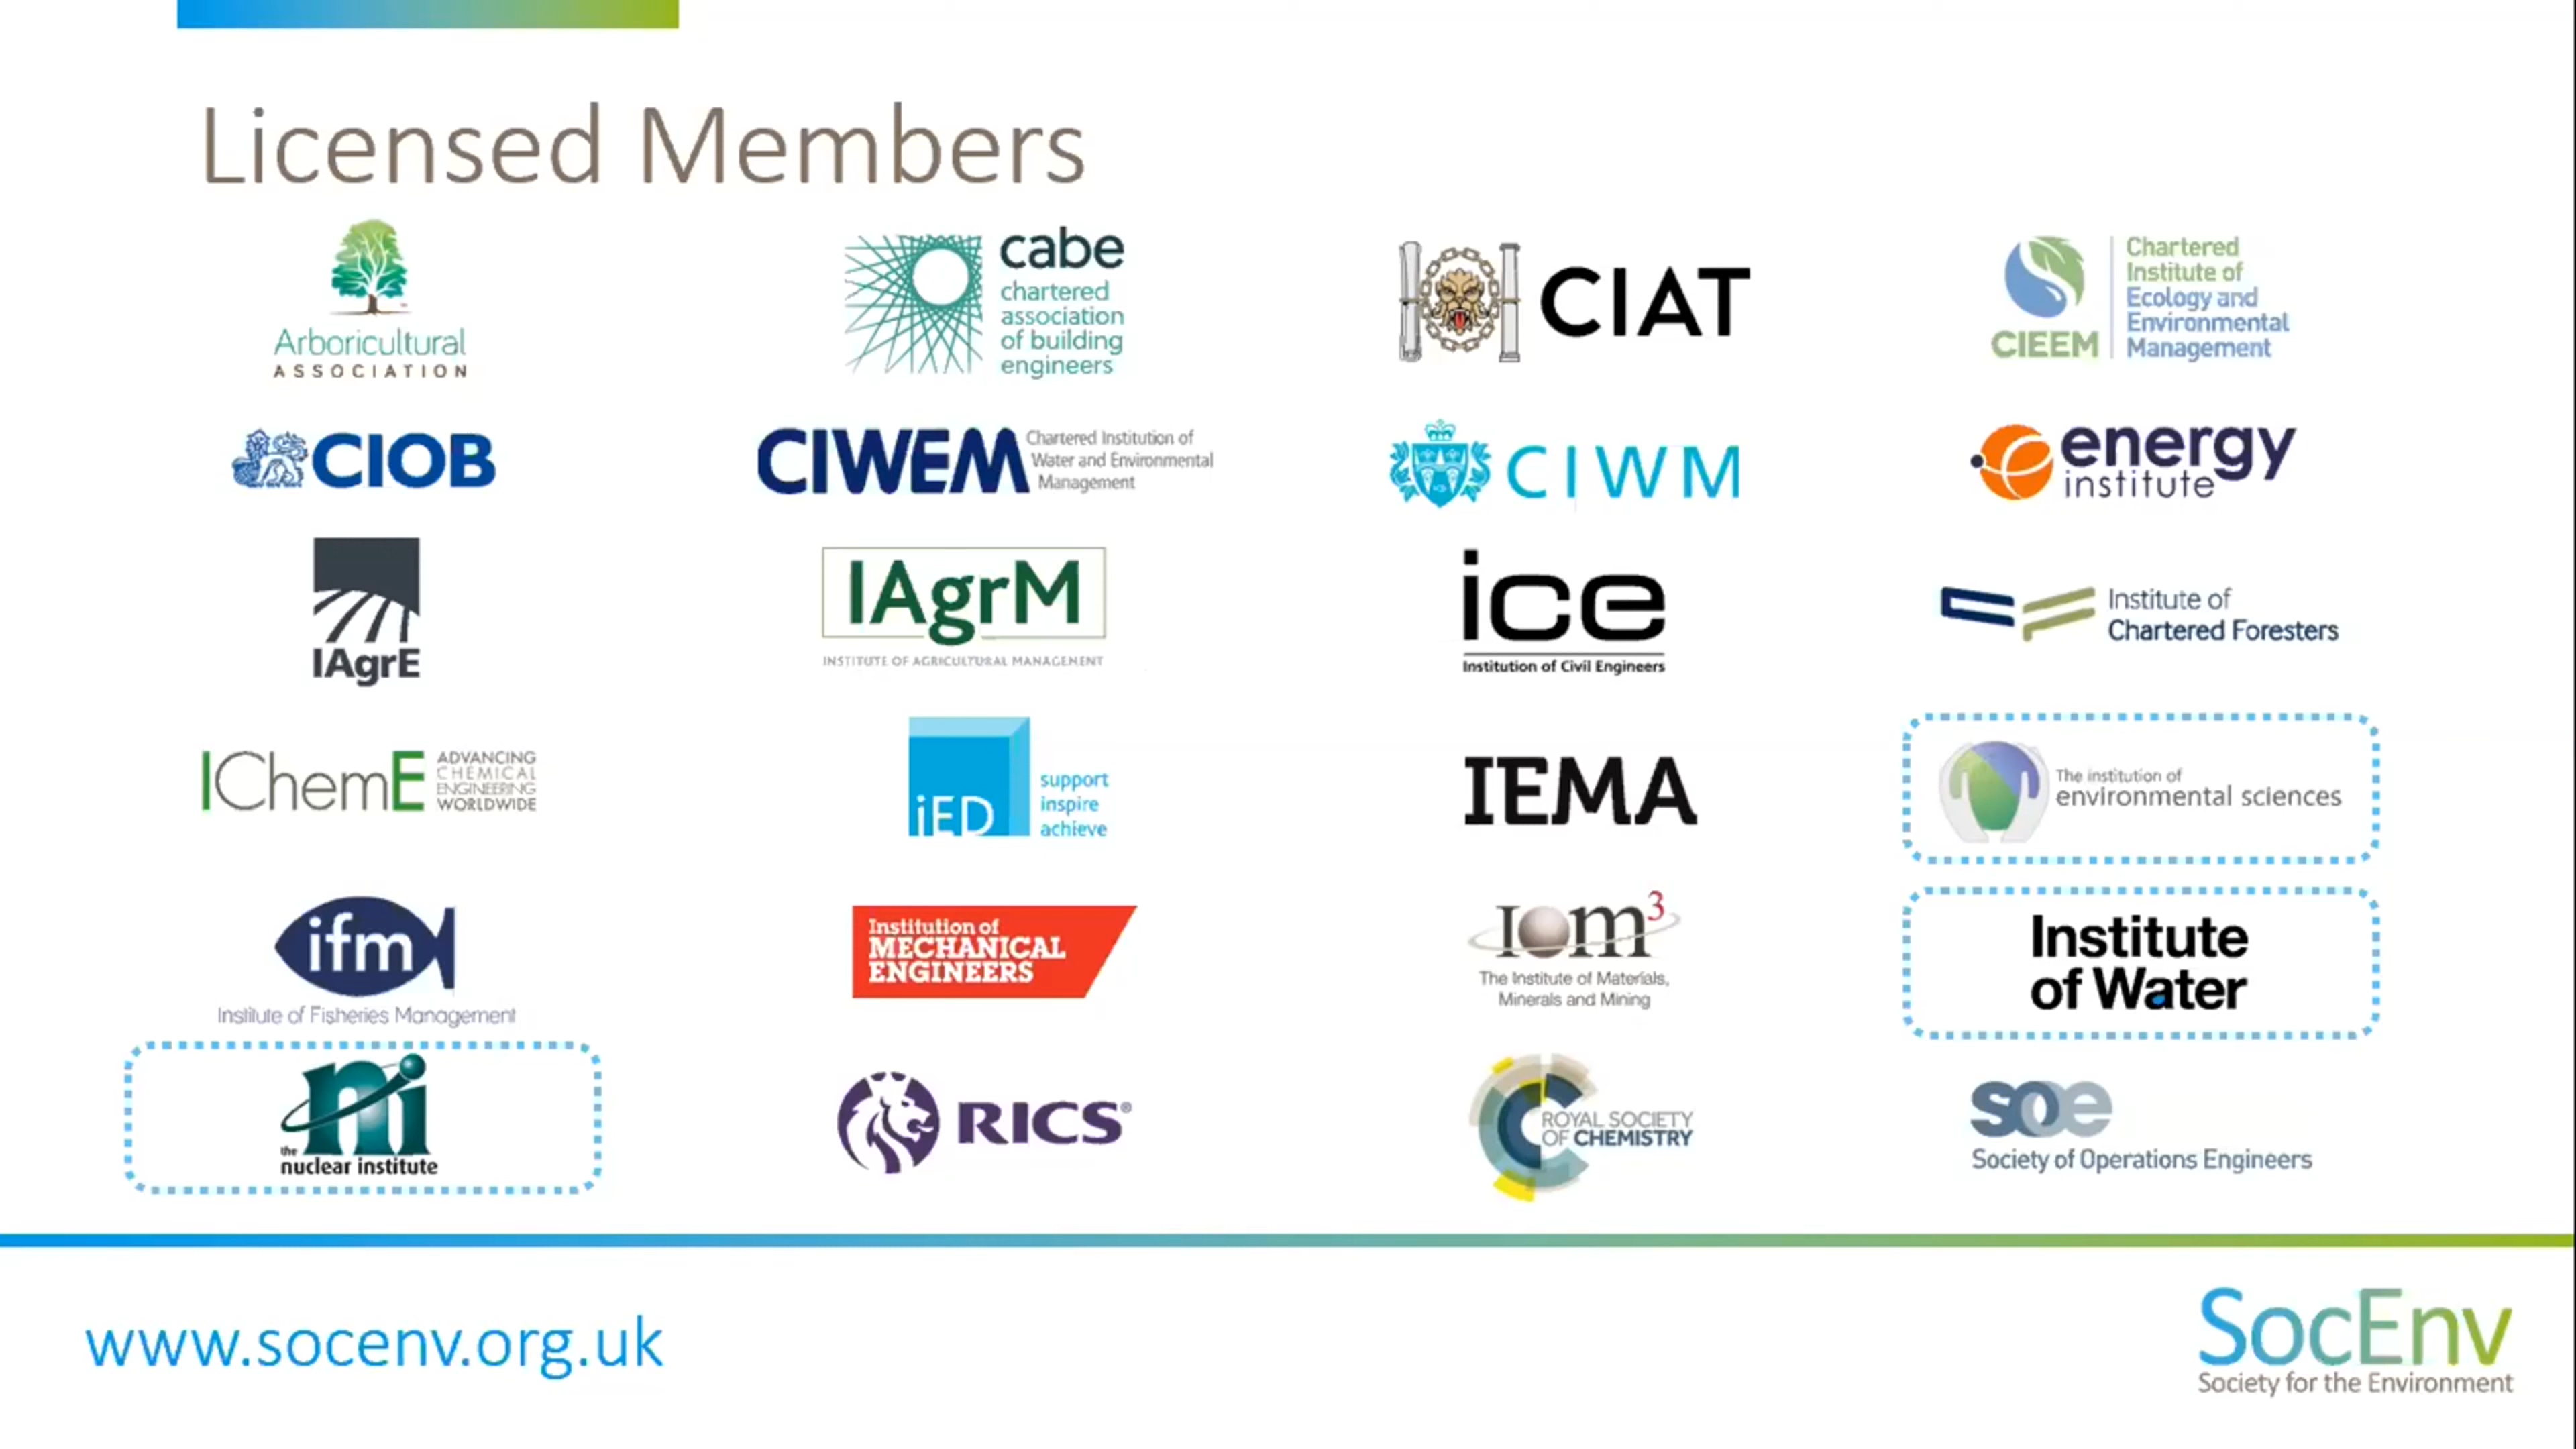 Licensed Members
Arboricultural
ASSOCIATION
cabe
chartered
association
of building
engineers
CIAT
CIEEM
Chartered
Institute of
Ecology and
Environmental
Management
CIOB
CIWEM
Chartered Institution of
Water and Environmental
Management
CIWM
energy
institute
IAgrE
IAgrM
INSTITUTE OF AGRICULTURAL MANAGEMENT
ice
Institution of Civil Engineers
Institute of
Chartered Foresters
IChemE
ADVANCING
CHEMICAL
ENGINEERING
WORLDWIDE
iED
support
inspire
achieve
IEMA
The institution of
environmental sciences
ifm
Institute of Fisheries Management
Institution of
MECHANICAL
ENGINEERS
IOM3
The Institute of Materials,
Minerals and Mining
Institute
of Water
ni
the
nuclear institute
RICS®
ROYAL SOCIETY
OF CHEMISTRY
soe
Society of Operations Engineers
www.socenv.org.uk
SocEnv
Society for the Environment